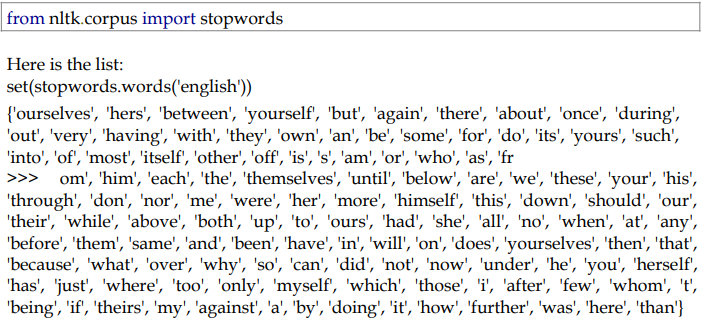 from nltk.corpus import stopwords
Here is the list:
set(stopwords.words('english'))
{'ourselves', 'hers', 'between', 'yourself', 'but', 'again', 'there', 'about', 'once', 'during',
'out', 'very', 'having', 'with', 'they', 'own', 'an', 'be', 'some', 'for', 'do', 'its', 'yours', 'such',
'into', 'of', 'most', 'itself', 'other', 'off', 'is', 's', 'am', 'or', 'who', 'as', 'fr
>>> om', 'him', 'each', 'the', 'themselves', 'until', 'below', 'are', 'we', 'these', 'your', 'his',
'through', 'don', 'nor', 'me', 'were', 'her', 'more', 'himself', 'this', 'down', 'should', 'our',
'their', 'while', 'above', 'both', 'up', 'to', 'ours', 'had', 'she', 'all', 'no', 'when', 'at', 'any',
'before', 'them', 'same', 'and', 'been', 'have', 'in', 'will', 'on', 'does', 'yourselves', 'then', 'that',
'because', 'what', 'over', 'why', 'so', 'can', 'did', 'not', 'now', 'under', 'he', 'you', 'herself',
'has', 'just', 'where', 'too', 'only', 'myself', 'which', 'those', 'i', 'after', 'few', 'whom', 't',
'being', 'if', 'theirs', 'my', 'against', 'a', 'by', 'doing', 'it', 'how', 'further', 'was', 'here', 'than'}